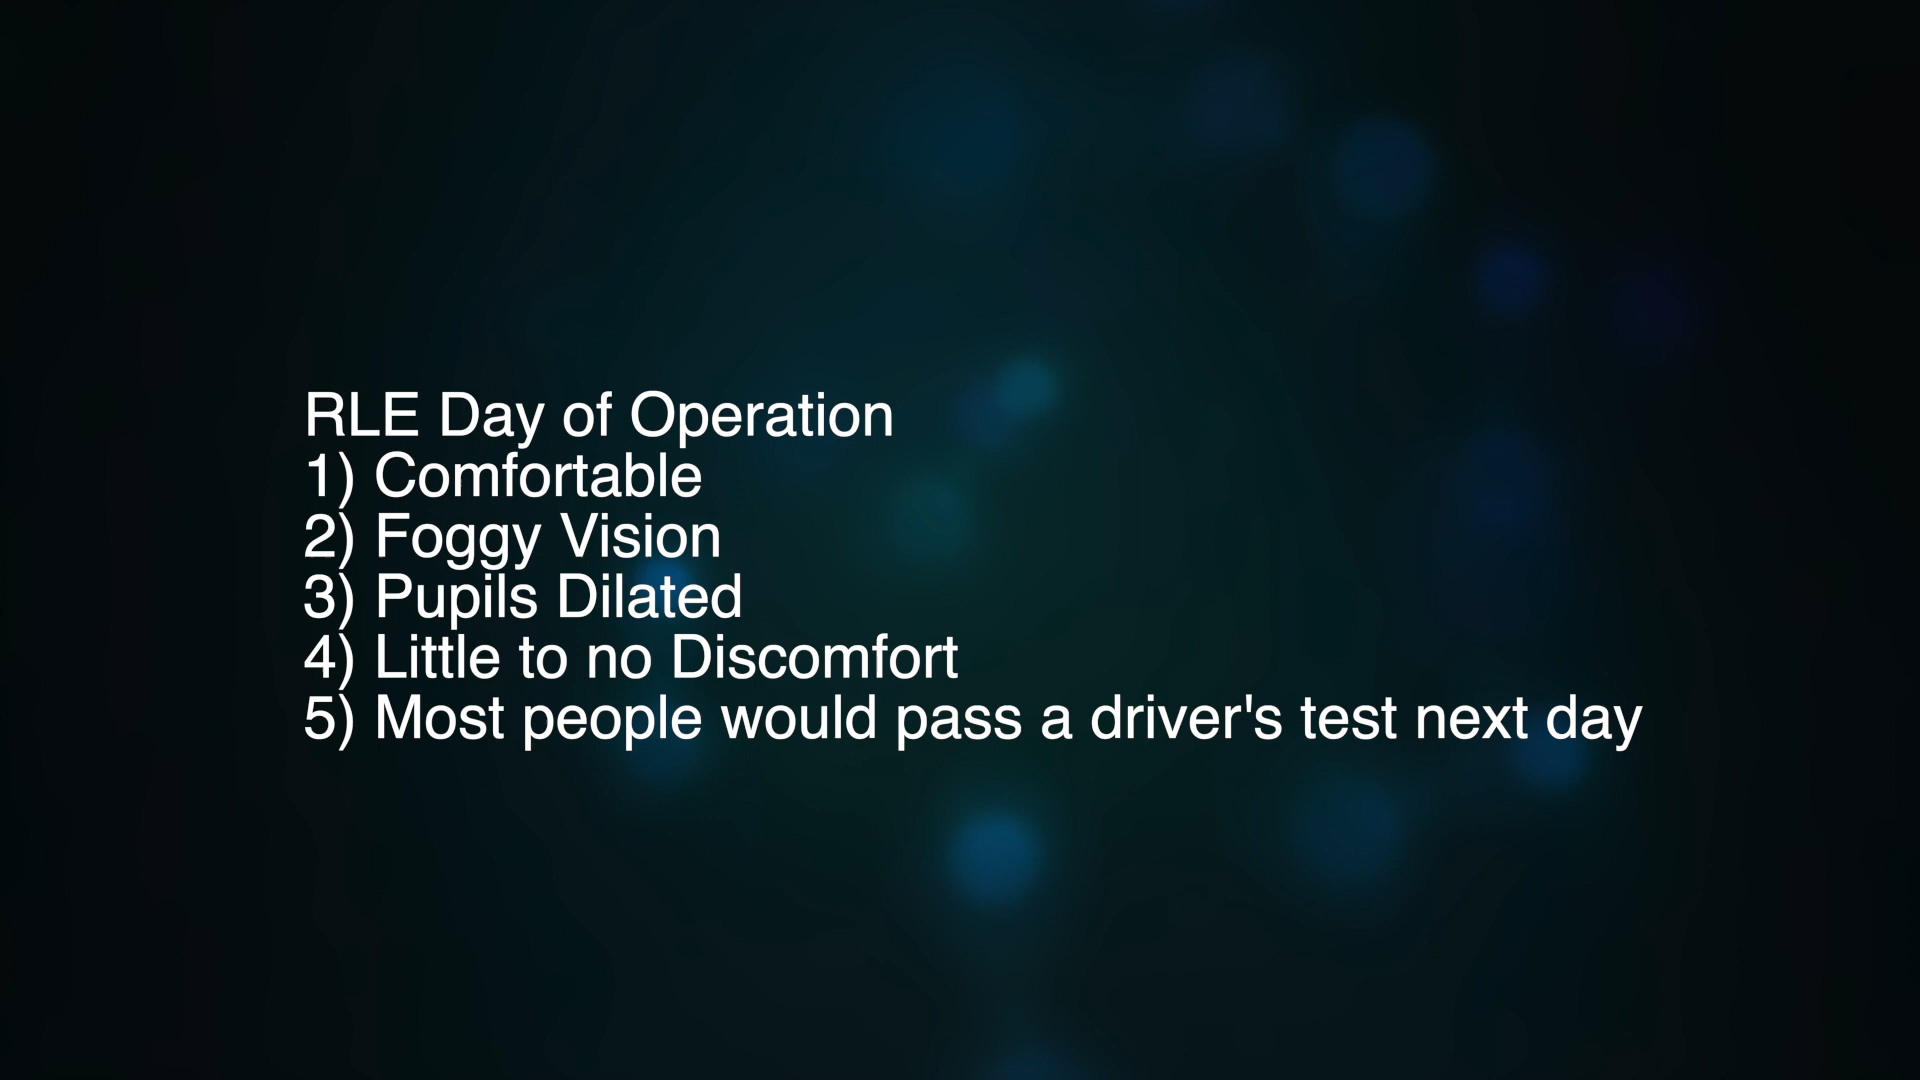 RLE Day of Operation
1) Comfortable
2) Foggy Vision
3) Pupils Dilated
4) Little to no Discomfort
5) Most people would pass a driver's test next day